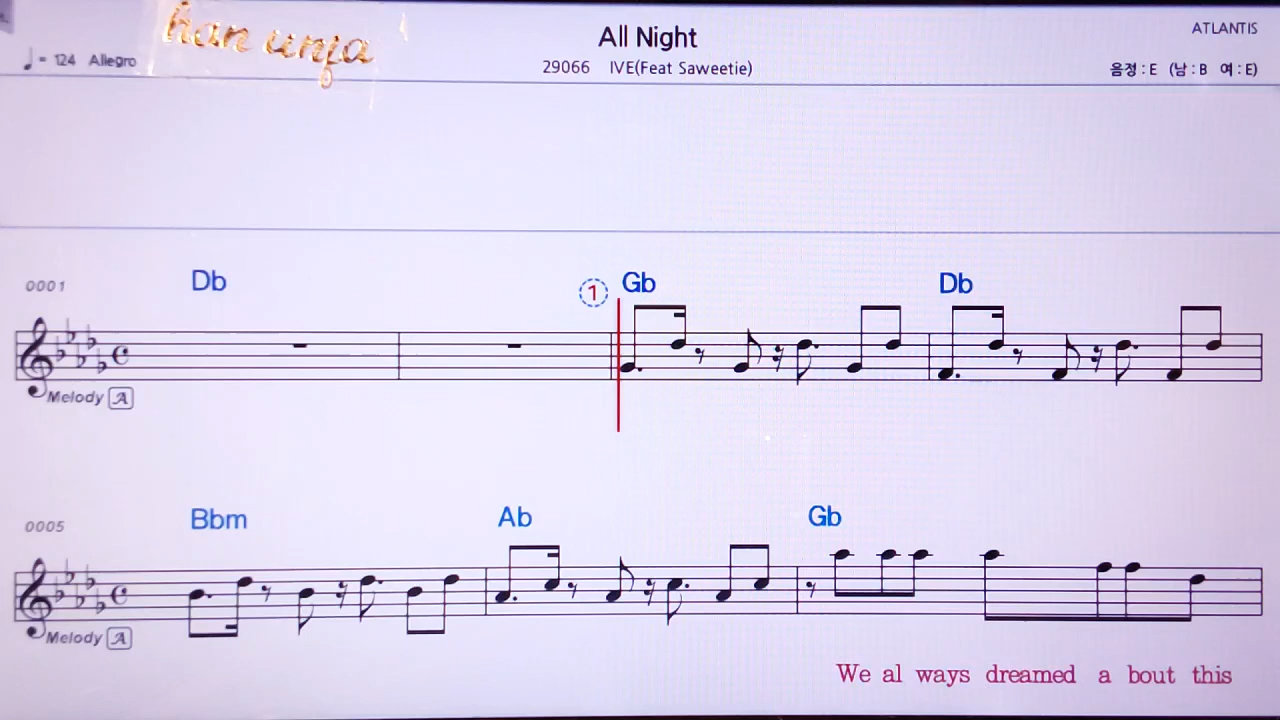 han unja
All Night
ATLANTIS
♩ = 124 Allegro
29066 IVE(Feat Saweetie)
음정 : E (남 : B 여 : E)
0001
Db
1
Gb
Db
Melody A
0005
Bbm
Ab
Gb
Melody A
We al ways dreamed a bout this